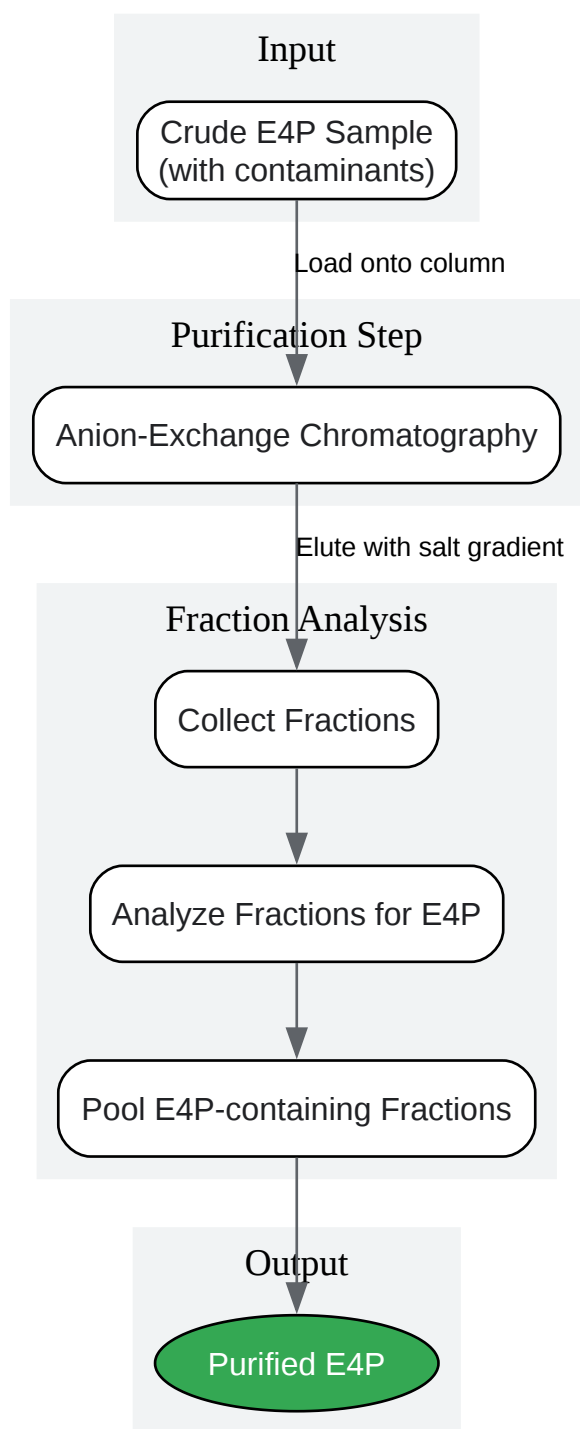 Input
Crude E4P Sample
(with contaminants)
Load onto column
Purification Step
Anion-Exchange Chromatography
Elute with salt gradient
Fraction Analysis
Collect Fractions
Analyze Fractions for E4P
Pool E4P-containing Fractions
Output
Purified E4P